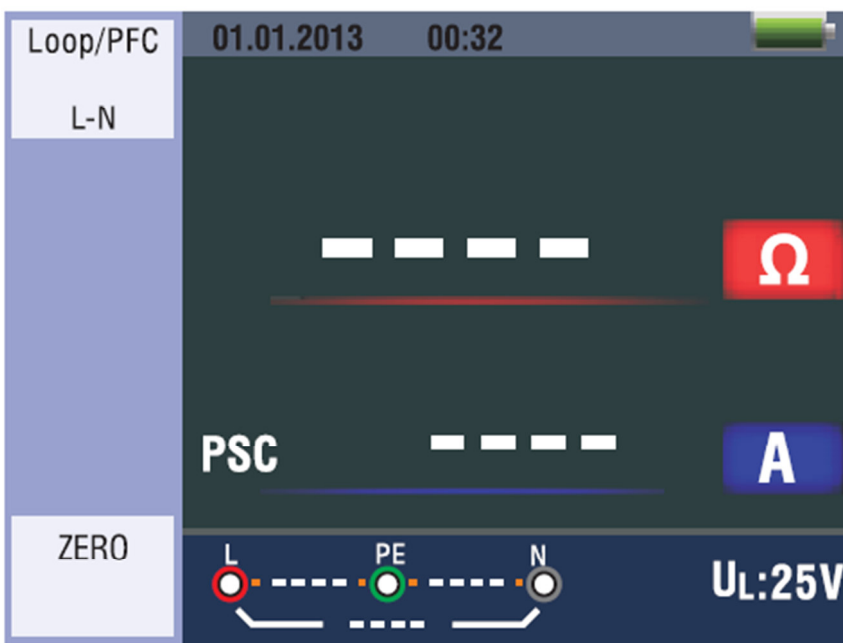 Loop/PFC
L-N
01.01.2013 00:32
---- Ω
PSC ---- A
ZERO
L PE N
---- ----
----
UL:25V